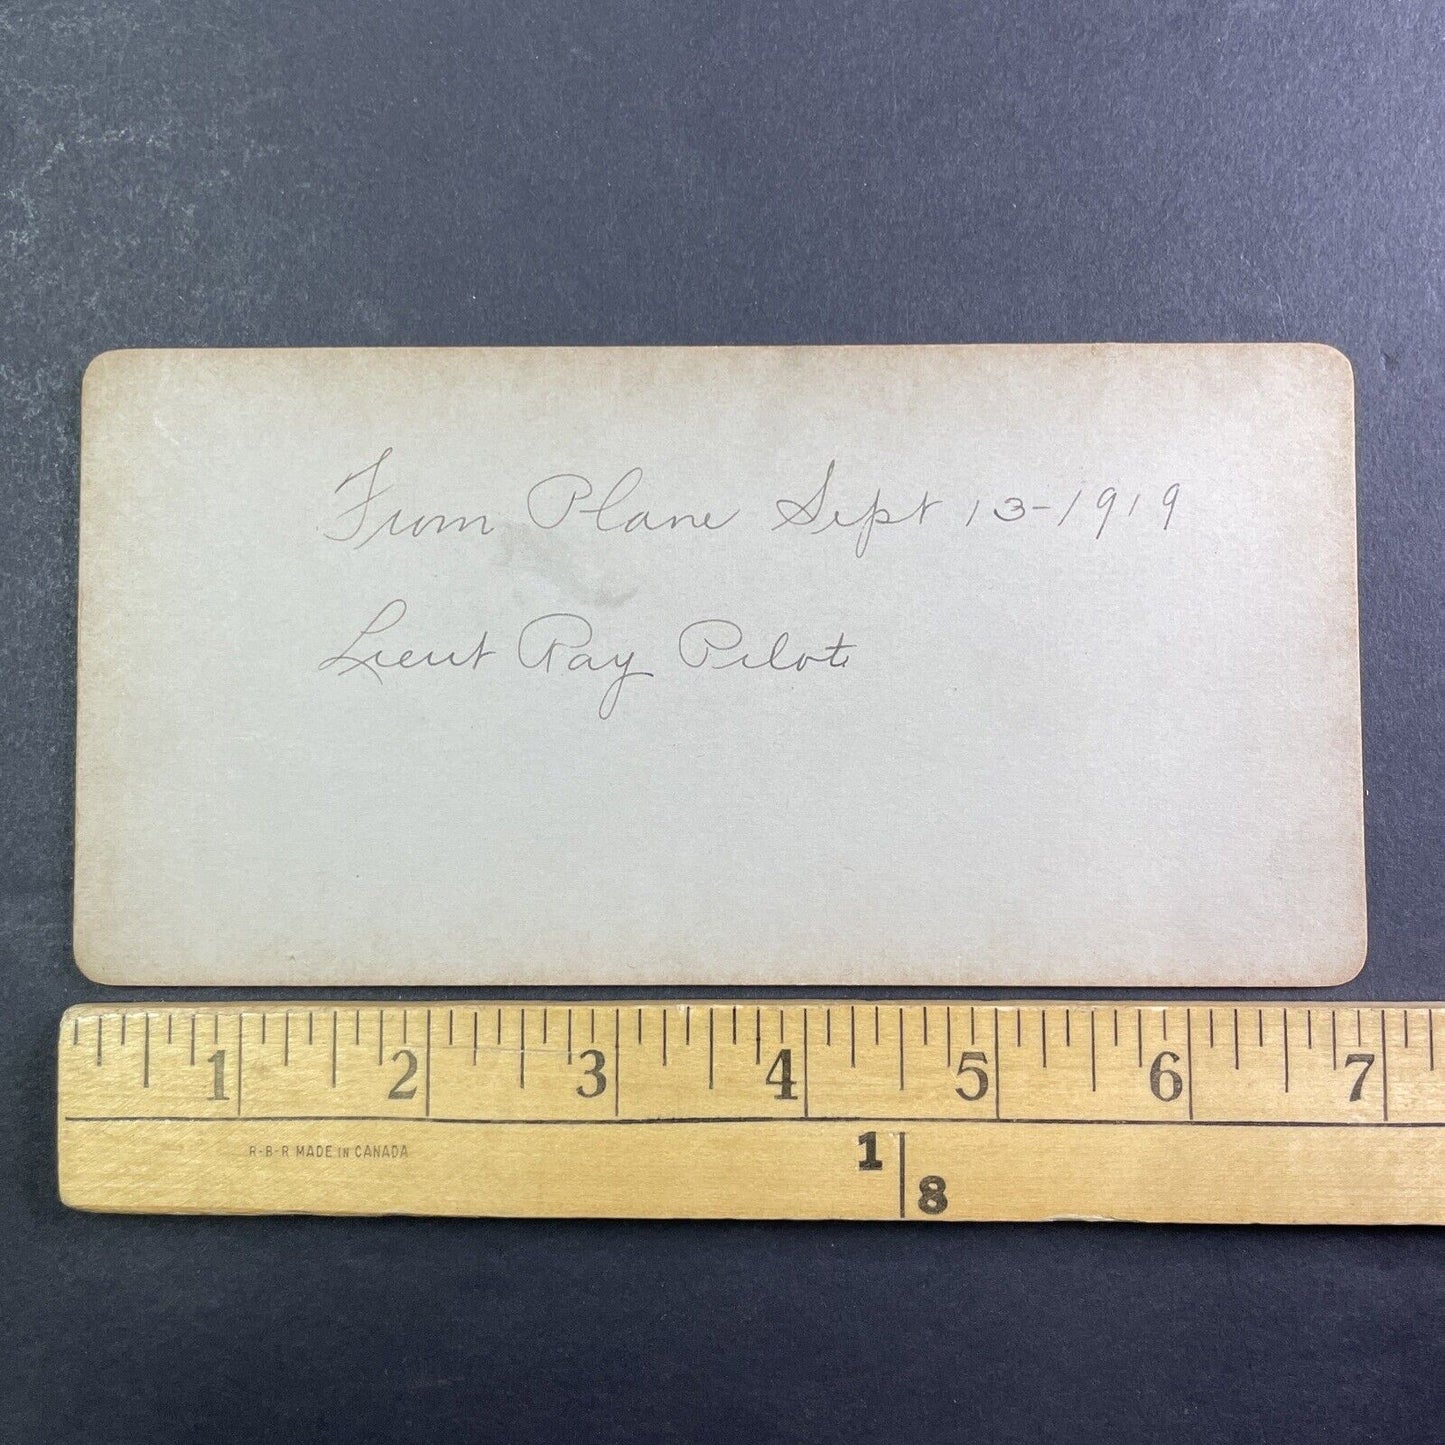 From Plane Sept 13-1919
Lieut Ray Pilot
1 2 3 4 5 6 7
R-B-R MADE IN CANADA
1
8